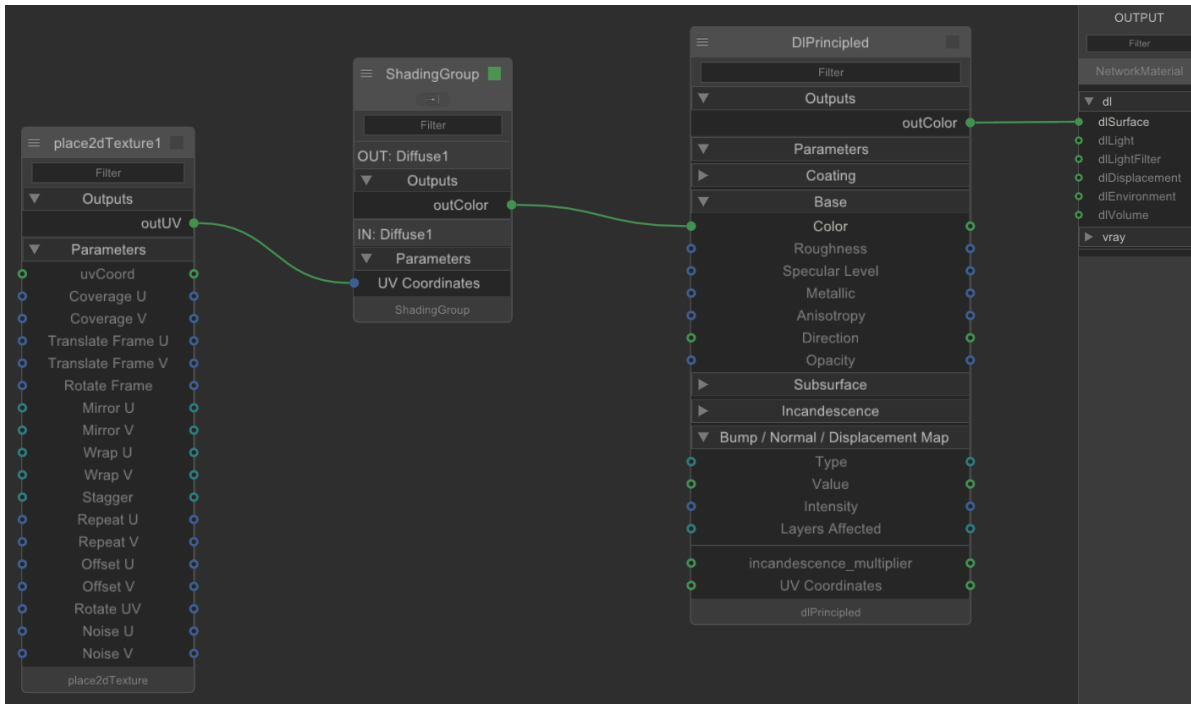 place2dTexture1
Filter
Outputs
outUV
Parameters
uvCoord
Coverage U
Coverage V
Translate Frame U
Translate Frame V
Rotate Frame
Mirror U
Mirror V
Wrap U
Wrap V
Stagger
Repeat U
Repeat V
Offset U
Offset V
Rotate UV
Noise U
Noise V
place2dTexture
ShadingGroup
Filter
OUT: Diffuse1
Outputs
outColor
IN: Diffuse1
Parameters
UV Coordinates
ShadingGroup
DlPrincipled
Filter
Outputs
outColor
Parameters
Coating
Base
Color
Roughness
Specular Level
Metallic
Anisotropy
Direction
Opacity
Subsurface
Incandescence
Bump / Normal / Displacement Map
Type
Value
Intensity
Layers Affected
incandescence_multiplier
UV Coordinates
dlPrincipled
OUTPUT
Filter
NetworkMaterial
dl
dlSurface
dlLight
dlLightFilter
dlDisplacement
dlEnvironment
dlVolume
vray